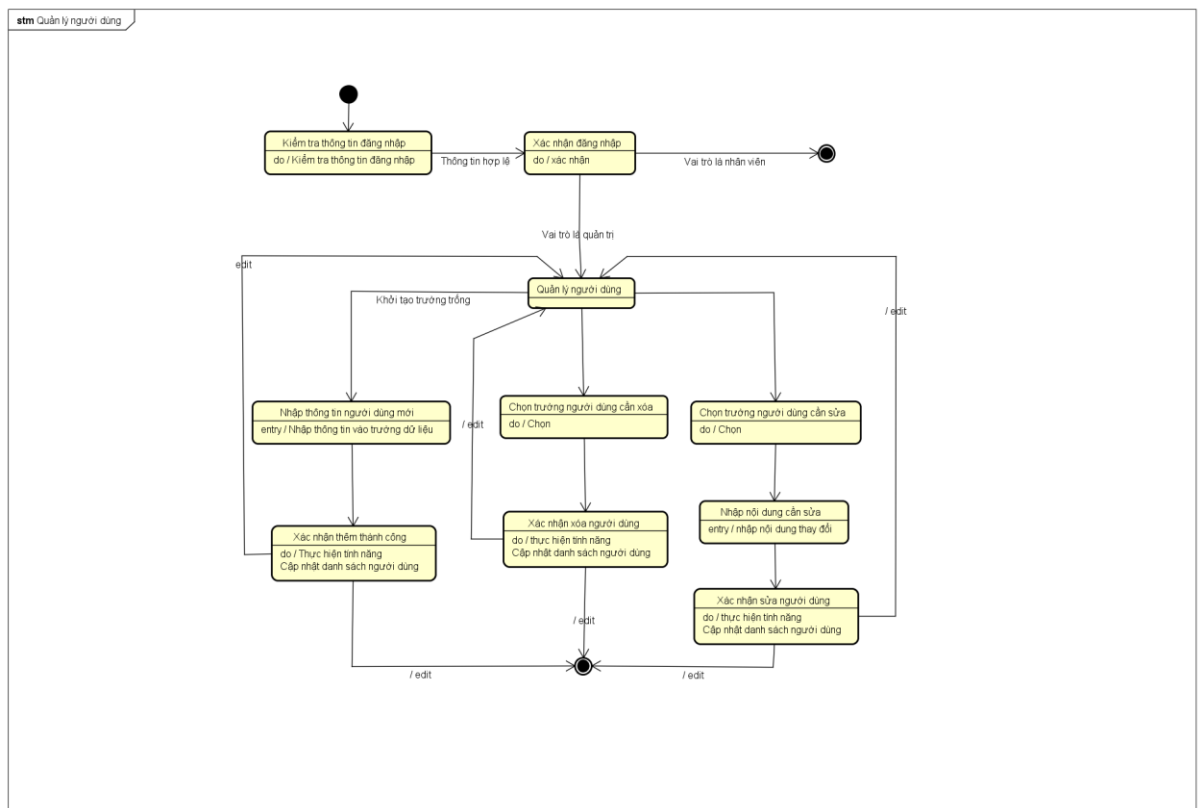 stm Quản lý người dùng
Kiểm tra thông tin đăng nhập
do / Kiểm tra thông tin đăng nhập
Thông tin hợp lệ
Xác nhận đăng nhập
do / xác nhận
Vai trò là nhân viên
Vai trò là quản trị
edit
Quản lý người dùng
Khởi tạo trường trống
/ edit
Nhập thông tin người dùng mới
entry / Nhập thông tin vào trường dữ liệu
/ edit
Chọn trường người dùng cần xóa
do / Chọn
Chọn trường người dùng cần sửa
do / Chọn
Xác nhận thêm thành công
do / Thực hiện tính năng
Cập nhật danh sách người dùng
Xác nhận xóa người dùng
do / thực hiện tính năng
Cập nhật danh sách người dùng
Nhập nội dung cần sửa
entry / nhập nội dung thay đổi
Xác nhận sửa người dùng
do / thực hiện tính năng
Cập nhật danh sách người dùng
/ edit
/ edit
/ edit